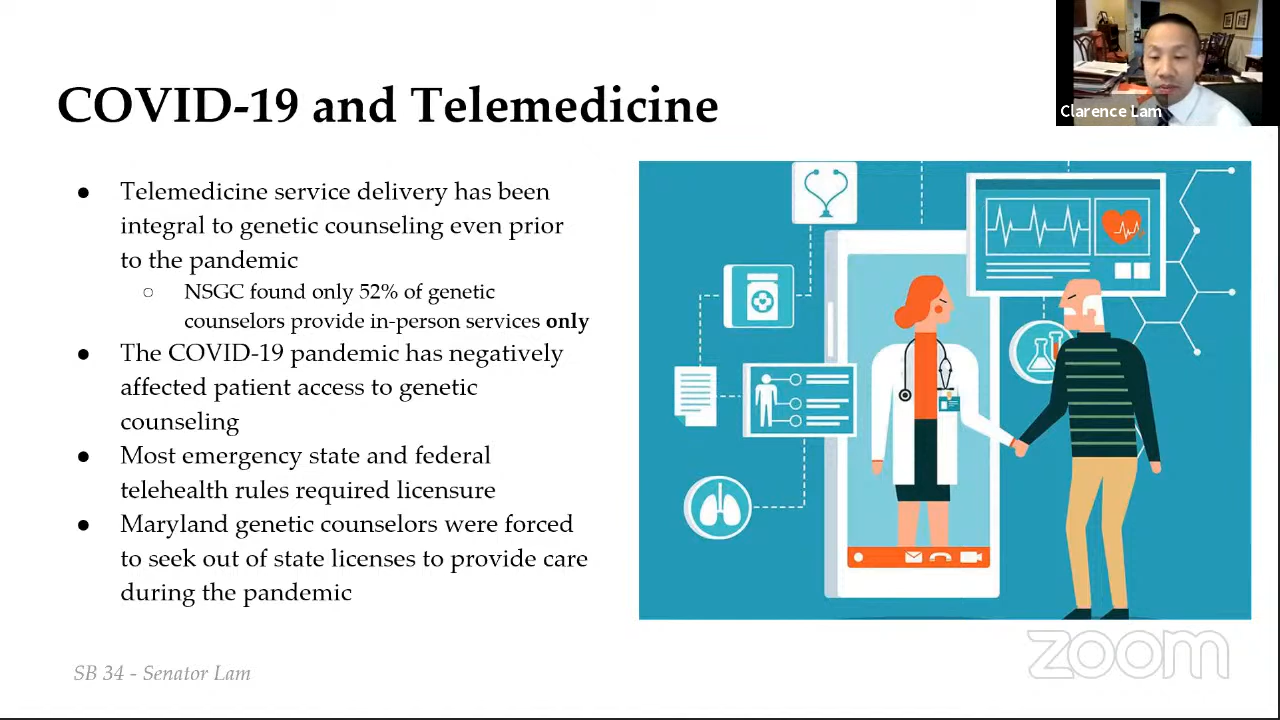 COVID-19 and Telemedicine
Clarence Lam
● Telemedicine service delivery has been
integral to genetic counseling even prior
to the pandemic
○ NSGC found only 52% of genetic
counselors provide in-person services only
● The COVID-19 pandemic has negatively
affected patient access to genetic
counseling
● Most emergency state and federal
telehealth rules required licensure
● Maryland genetic counselors were forced
to seek out of state licenses to provide care
during the pandemic
SB 34 - Senator Lam
zoom